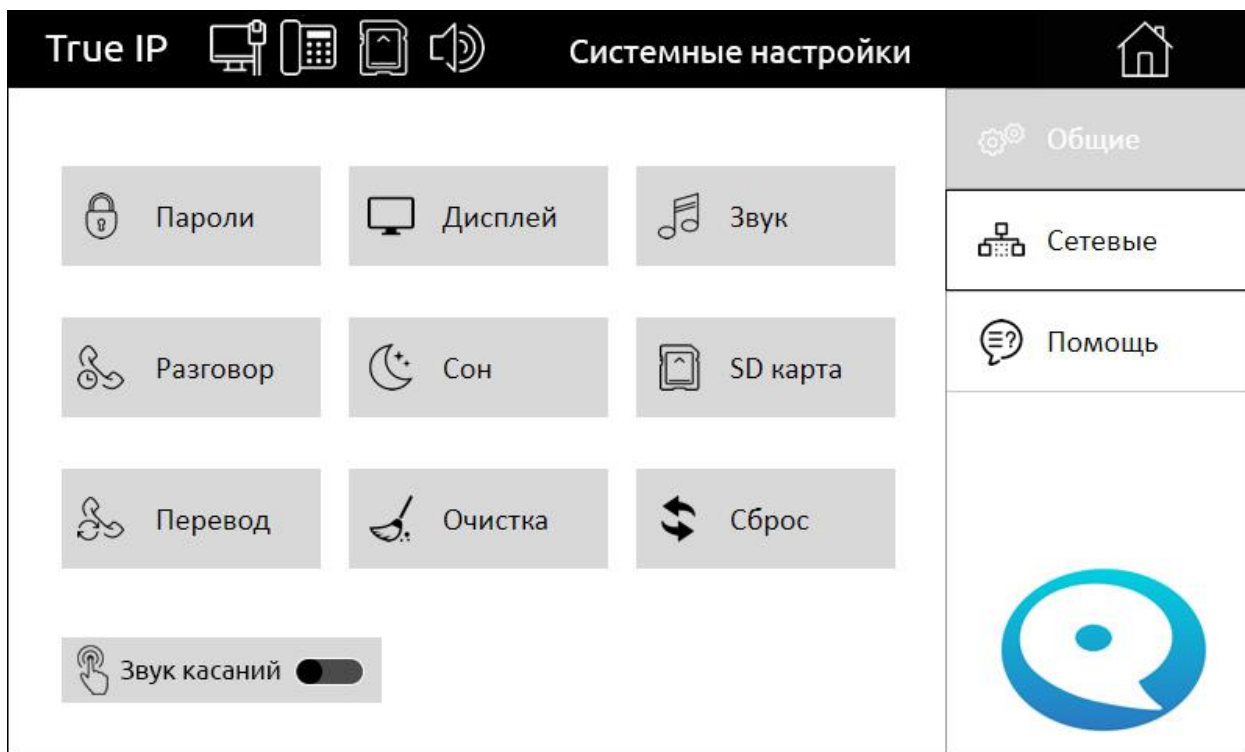 True IP Системные настройки
Общие
Пароли Дисплей Звук
Сетевые
Помощь
Разговор Сон SD карта
Перевод Очистка Сброс
Звук касаний